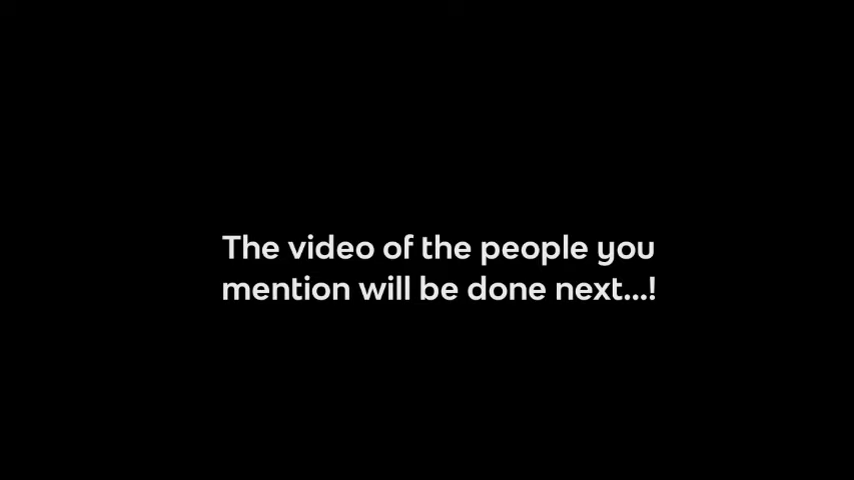 The video of the people you
mention will be done next...!